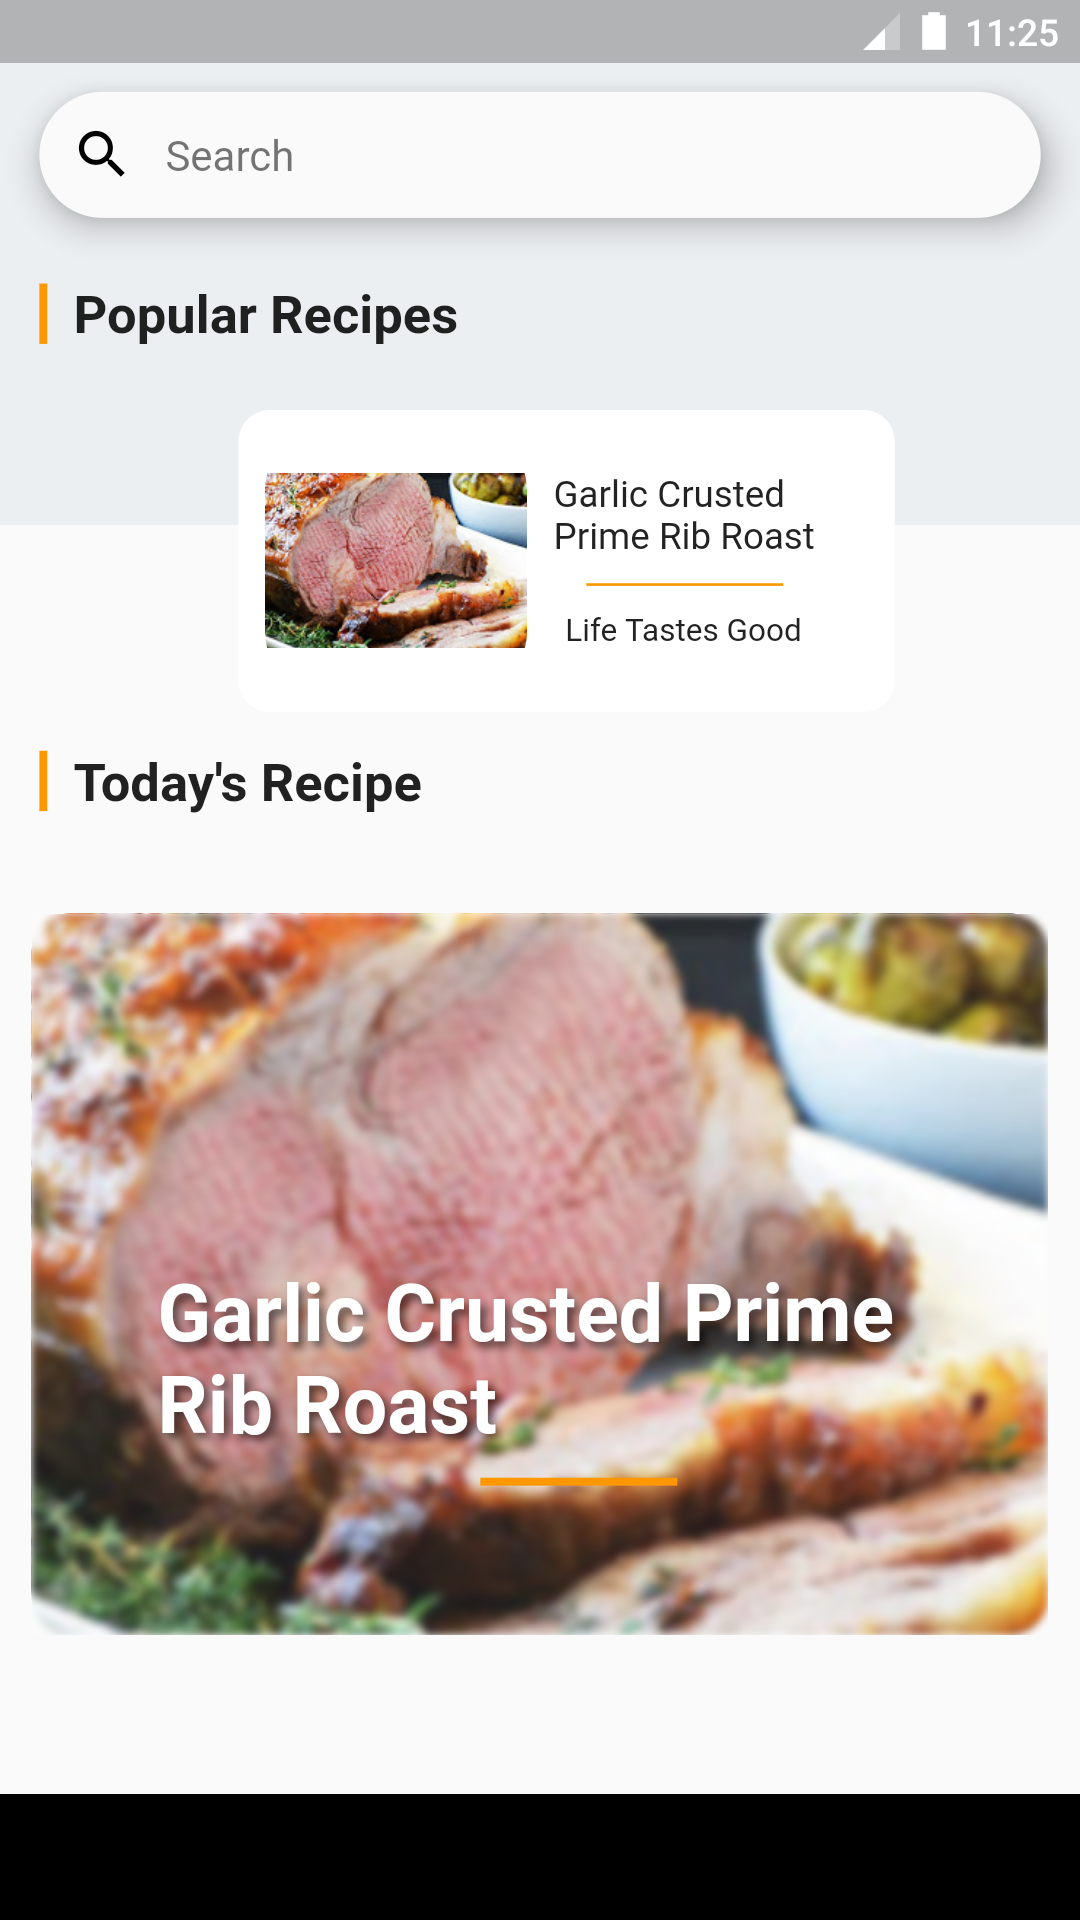 11:25
Search
Popular Recipes
Garlic Crusted
Prime Rib Roast
Life Tastes Good
Today's Recipe
Garlic Crusted Prime
Rib Roast